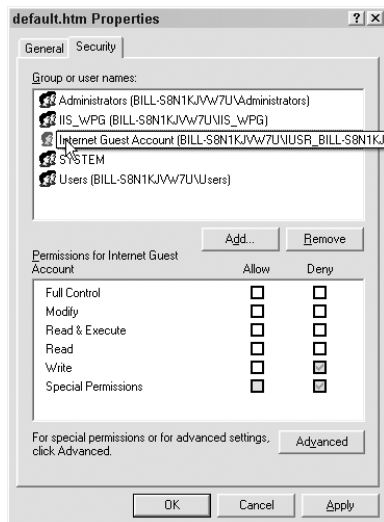 default.htm Properties
General Security
Group or user names:
Administrators (BILL-S8N1KJVW7U\Administrators)
IIS_WPG (BILL-S8N1KJVW7U\IIS_WPG)
Internet Guest Account (BILL-S8N1KJVW7U\IUSR_BILL-S8N1KJ
SYSTEM
Users (BILL-S8N1KJVW7U\Users)
Add... Remove
Permissions for Internet Guest
Account Allow Deny
Full Control
Modify
Read & Execute
Read
Write
Special Permissions
For special permissions or for advanced settings,
click Advanced.
Advanced
OK Cancel Apply